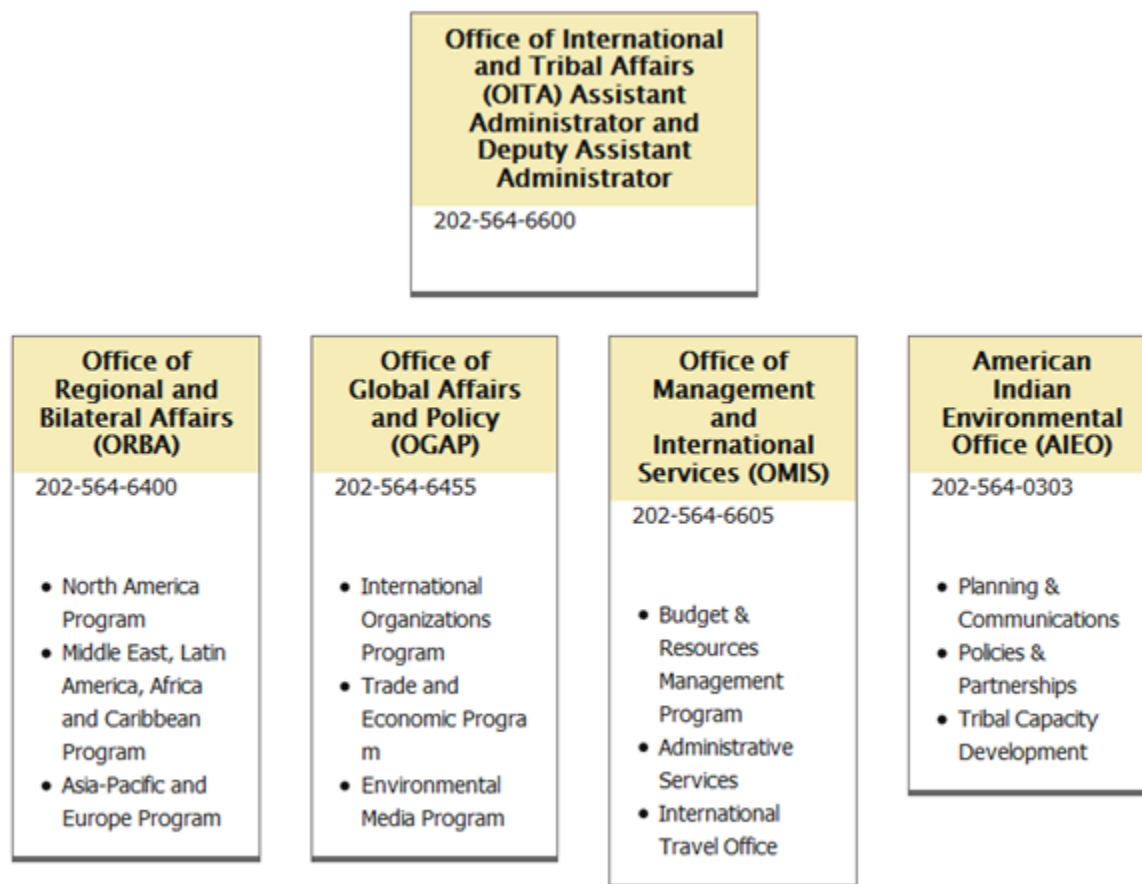 Office of International
and Tribal Affairs
(OITA) Assistant
Administrator and
Deputy Assistant
Administrator
202-564-6600
Office of
Regional and
Bilateral Affairs
(ORBA)
202-564-6400
• North America
Program
• Middle East, Latin
America, Africa
and Caribbean
Program
• Asia-Pacific and
Europe Program
Office of
Global Affairs
and Policy
(OGAP)
202-564-6455
• International
Organizations
Program
• Trade and
Economic Progra
m
• Environmental
Media Program
Office of
Management
and
International
Services (OMIS)
202-564-6605
• Budget &
Resources
Management
Program
• Administrative
Services
• International
Travel Office
American
Indian
Environmental
Office (AIEO)
202-564-0303
• Planning &
Communications
• Policies &
Partnerships
• Tribal Capacity
Development